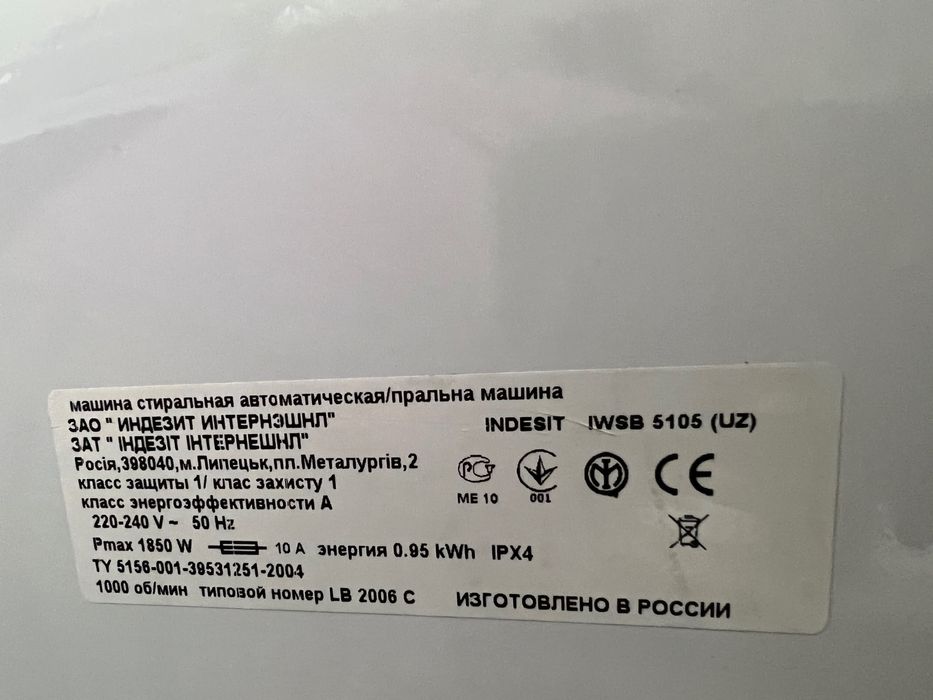 машина стиральная автоматическая/пральна машина
ЗАО " ИНДЕЗИТ ИНТЕРНЭШНЛ"
INDESIT IWSB 5105 (UZ)
ЗАТ " ІНДЕЗІТ ІНТЕРНЕШНЛ"
Росія,398040,м.Липецьк,пл.Металургів,2
класс защиты 1/ клас захисту 1
РСТ
CE
ME 10
001
класс энергоэффективности А
220-240 V ~ 50 Hz
Pmax 1850 W 10 A энергия 0.95 kWh IPX4
ТУ 5156-001-39531251-2004
1000 об/мин типовой номер LB 2006 C
ИЗГОТОВЛЕНО В РОССИИ